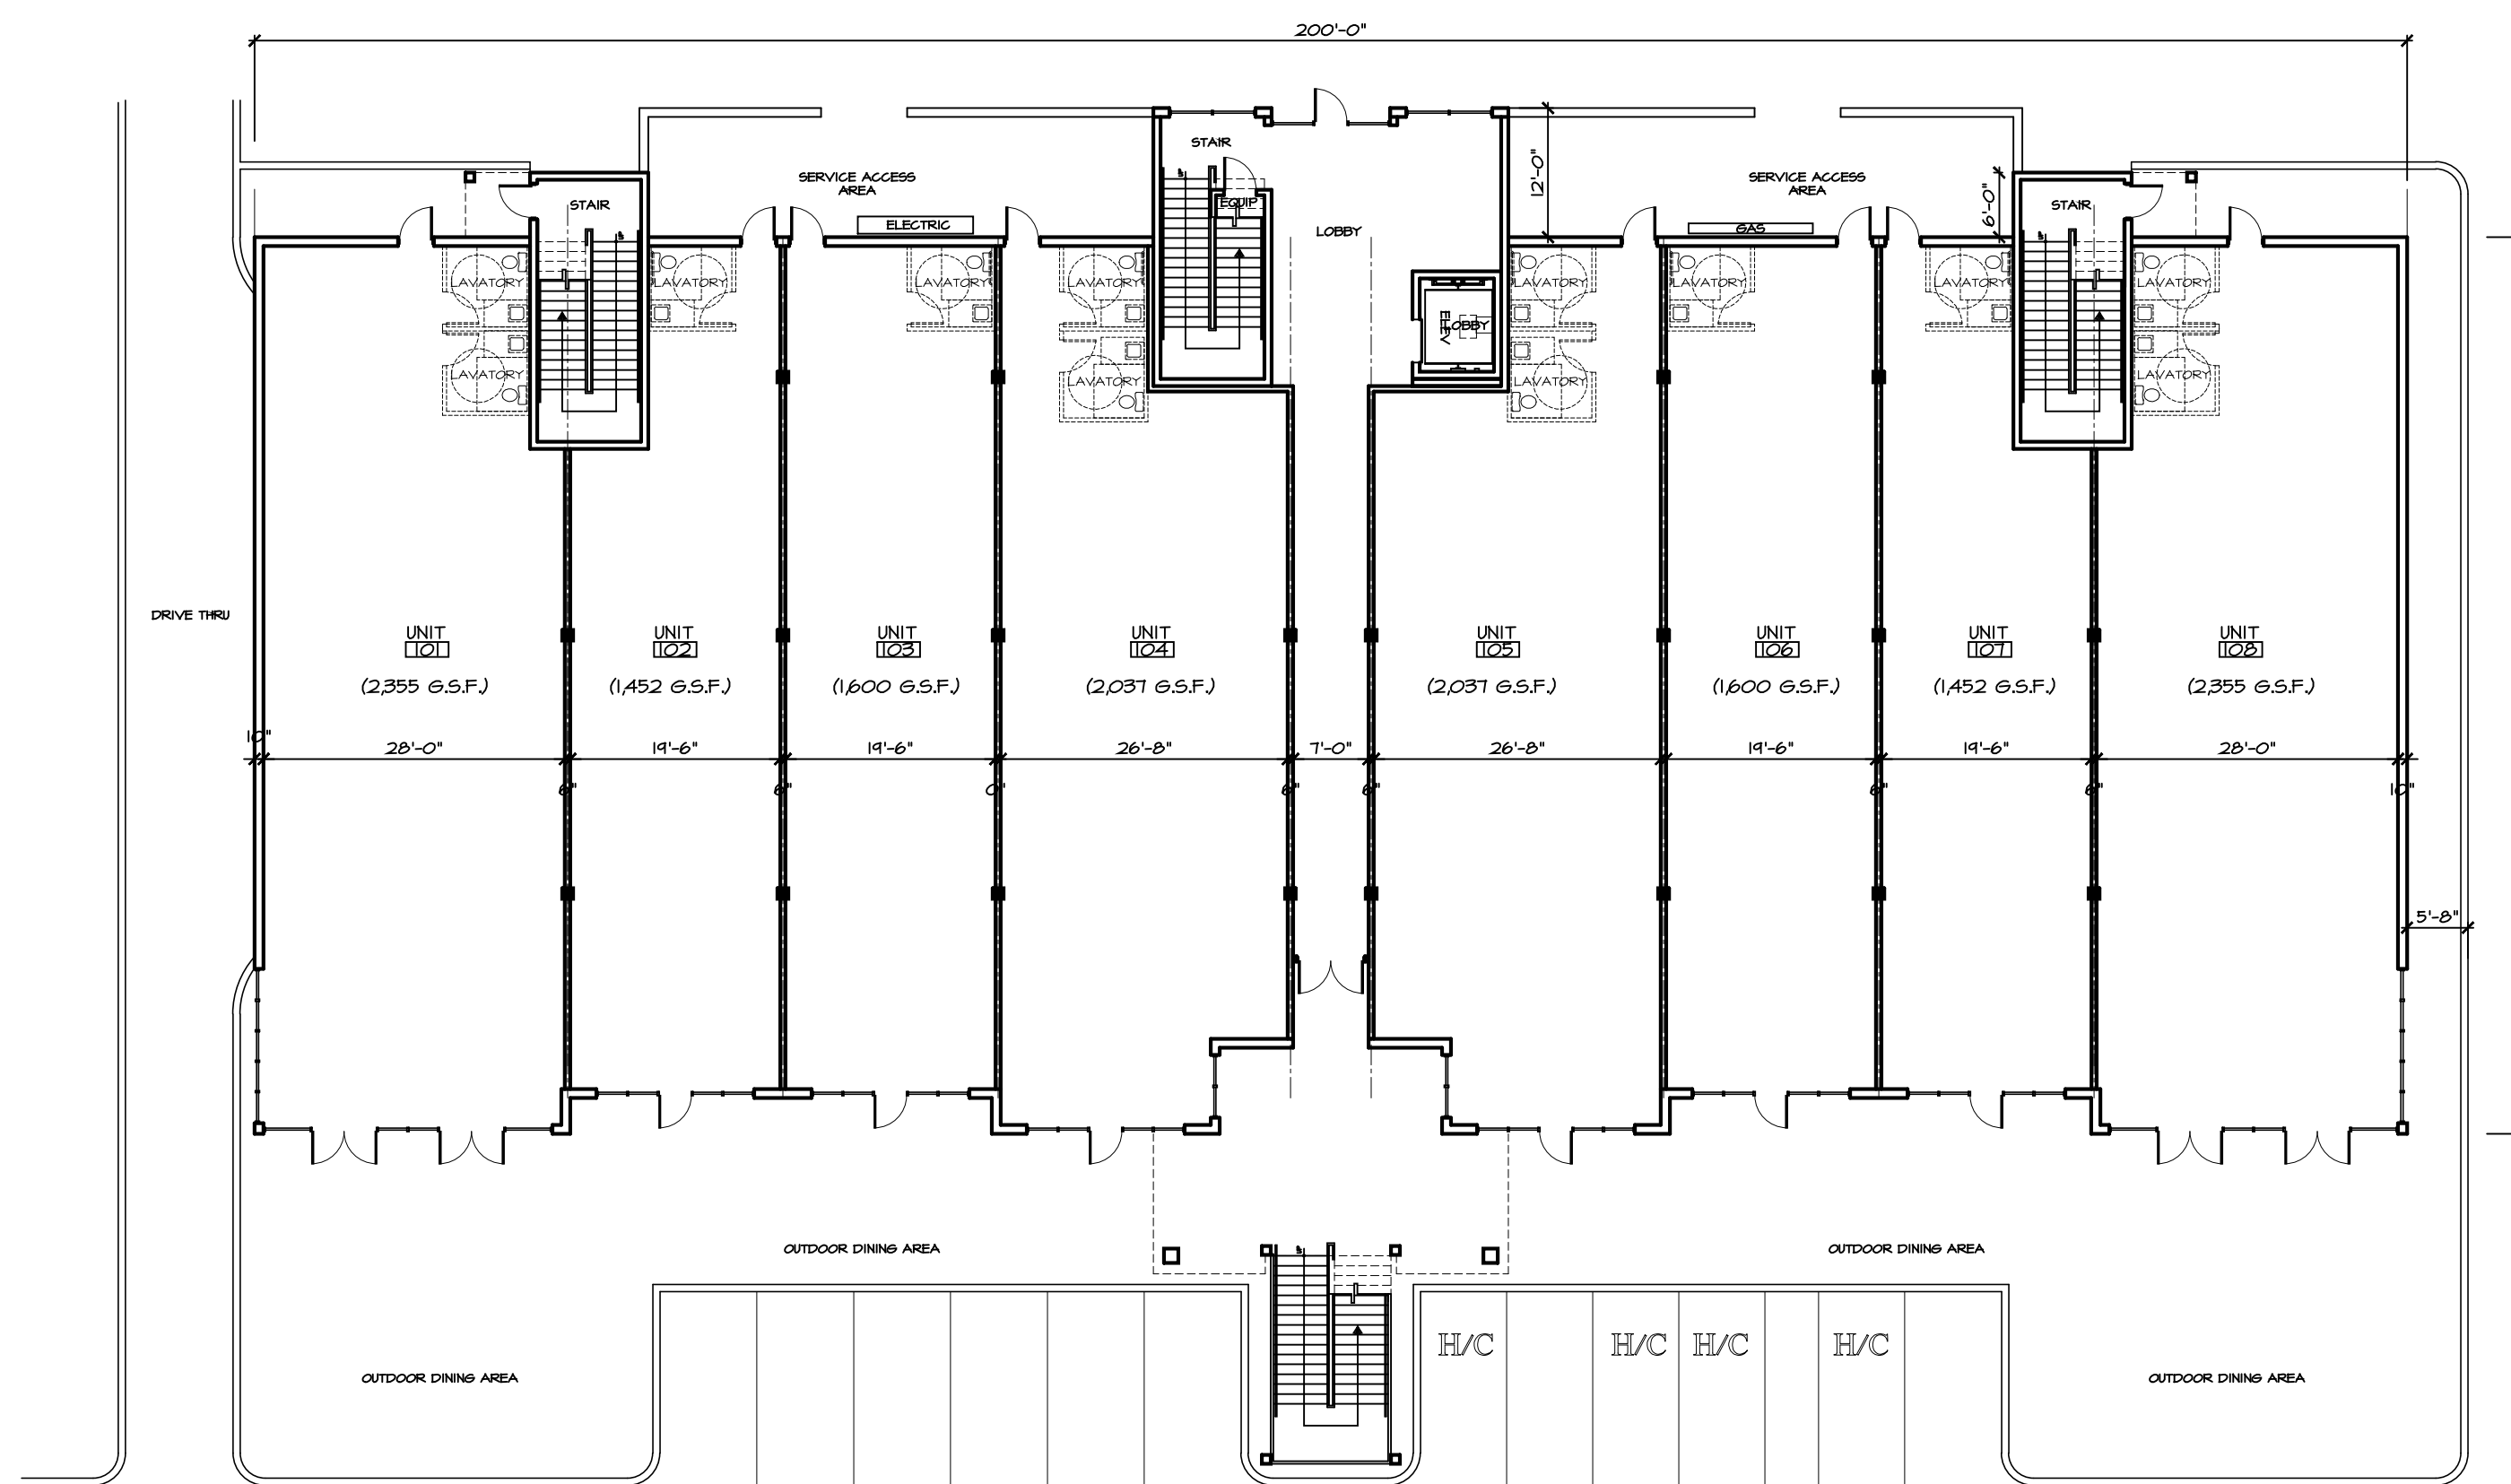 200'-0"
STAIR
SERVICE ACCESS
AREA
SERVICE ACCESS
AREA
12'-0"
6'-0"
STAIR
EQUIP
STAIR
ELECTRIC
LOBBY
GAS
LAVATORY
LAVATORY
LAVATORY
LAVATORY
LAVATORY
LAVATORY
LAVATORY
LAVATORY
ELEV
LOBBY
LAVATORY
LAVATORY
LAVATORY
LAVATORY
DRIVE THRU
UNIT
101
(2,355 G.S.F.)
UNIT
102
(1,452 G.S.F.)
UNIT
103
(1,600 G.S.F.)
UNIT
104
(2,037 G.S.F.)
UNIT
105
(2,037 G.S.F.)
UNIT
106
(1,600 G.S.F.)
UNIT
107
(1,452 G.S.F.)
UNIT
108
(2,355 G.S.F.)
10"
28'-0"
19'-6"
19'-6"
26'-8"
7'-0"
26'-8"
19'-6"
19'-6"
28'-0"
6"
6"
0"
6"
6"
6"
6"
10"
5'-8"
OUTDOOR DINING AREA
OUTDOOR DINING AREA
H/C
H/C
H/C
H/C
OUTDOOR DINING AREA
OUTDOOR DINING AREA